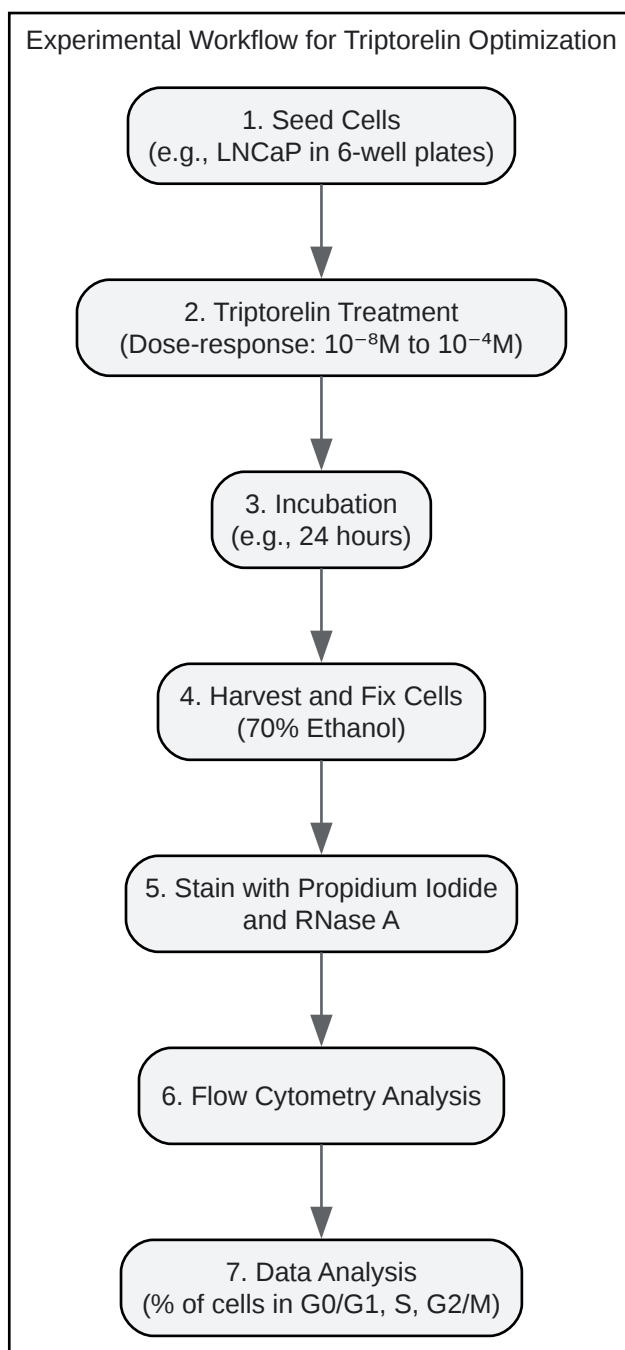 Experimental Workflow for Triptorelin Optimization
1. Seed Cells
(e.g., LNCaP in 6-well plates)
2. Triptorelin Treatment
(Dose-response: 10⁻⁸M to 10⁻⁴M)
3. Incubation
(e.g., 24 hours)
4. Harvest and Fix Cells
(70% Ethanol)
5. Stain with Propidium Iodide
and RNase A
6. Flow Cytometry Analysis
7. Data Analysis
(% of cells in G0/G1, S, G2/M)